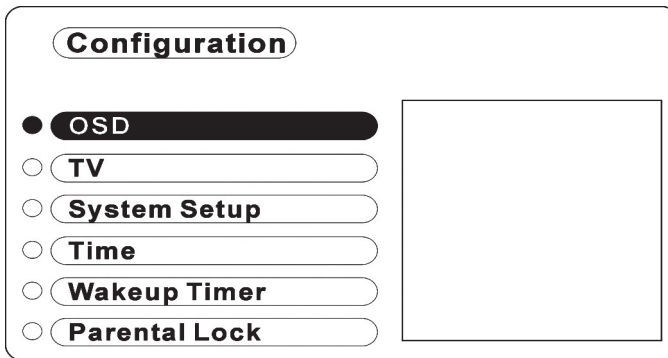 Configuration
OSD
TV
System Setup
Time
Wakeup Timer
Parental Lock